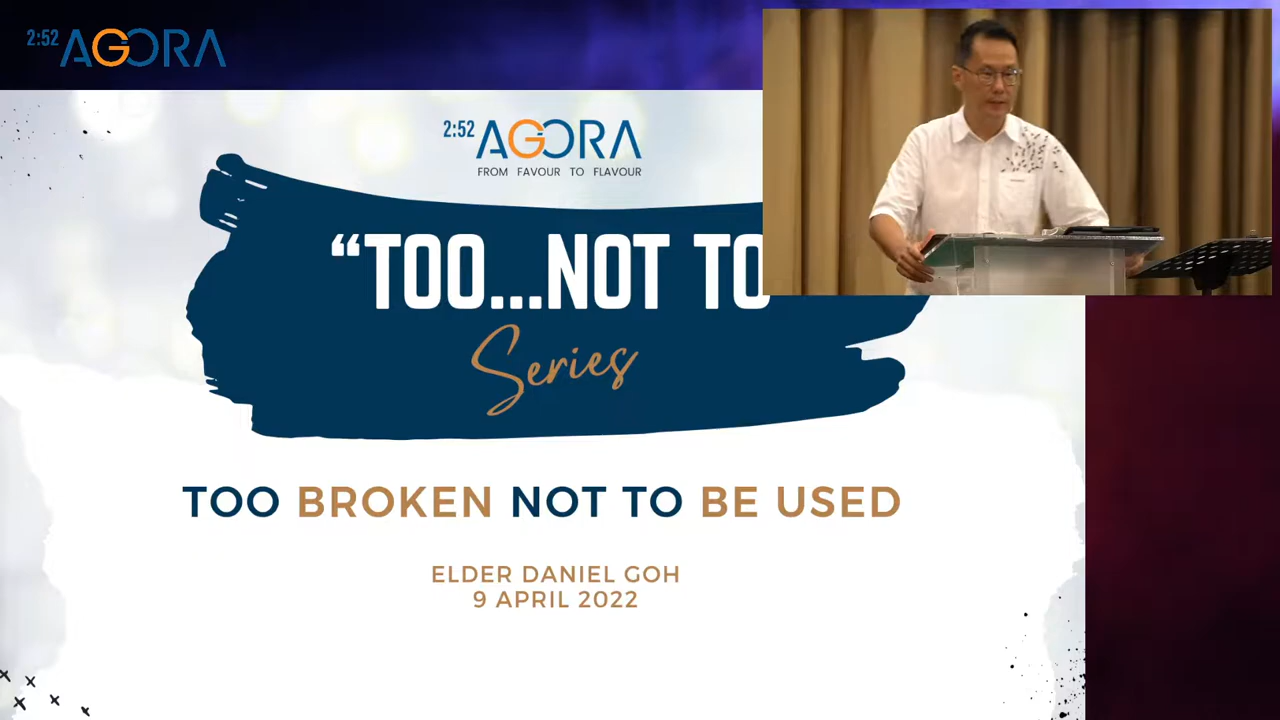 2:52 AGORA
2:52 AGORA
FROM FAVOUR TO FLAVOUR
“TOO...NOT TO
Series
TOO BROKEN NOT TO BE USED
ELDER DANIEL GOH
9 APRIL 2022